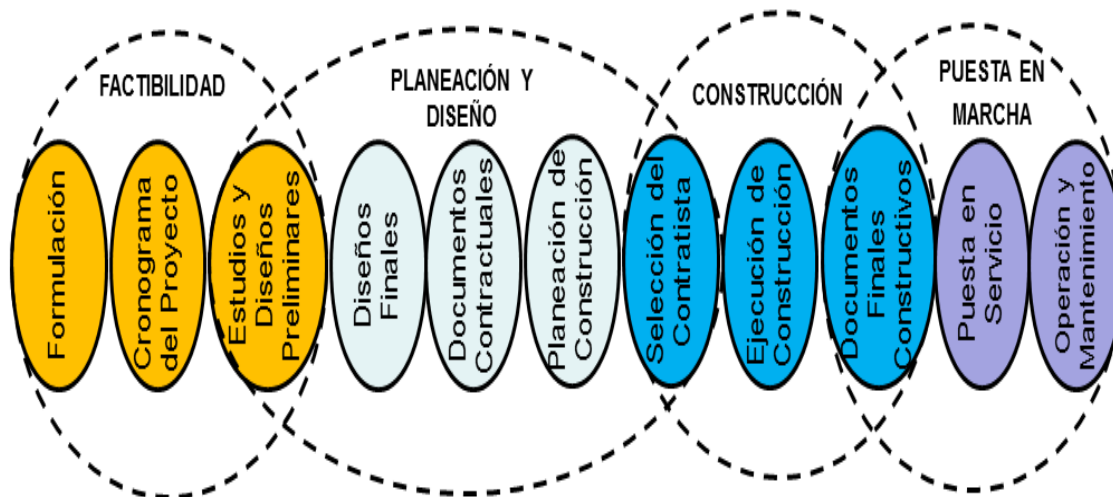 FACTIBILIDAD
PLANEACIÓN Y
DISEÑO
CONSTRUCCIÓN
PUESTA EN
MARCHA
Formulación
Cronograma
del Proyecto
Estudios y
Diseños
Preliminares
Diseños
Finales
Documentos
Contractuales
Planeación de
Construcción
Selección del
Contratista
Ejecución de
Construcción
Documentos
Finales
Constructivos
Puesta en
Servicio
Operación y
Mantenimiento